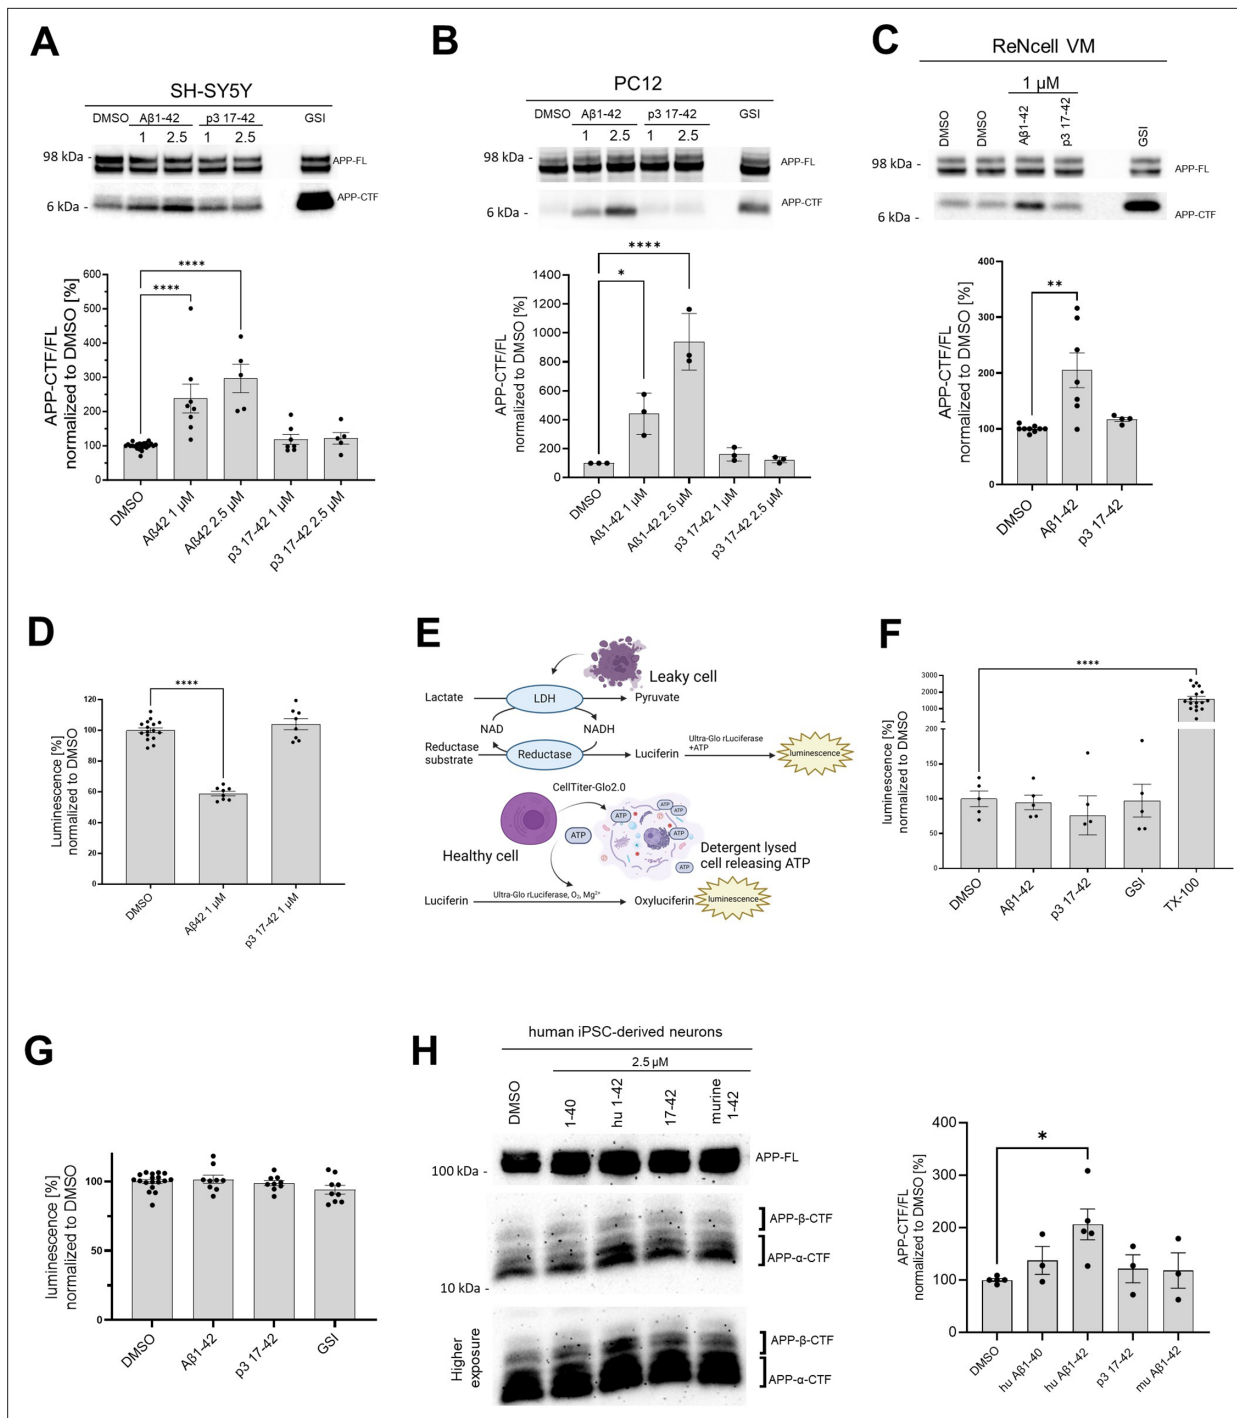 A
SH-SY5Y
DMSO Aβ1-42 p3 17-42 GSI
1 2.5 1 2.5
98 kDa -
APP-FL
APP-CTF
6 kDa -
APP-CTF/FL
normalized to DMSO [%]
600
500
400
300
200
100
0
**** 
****
DMSO
Aß42 1 µM
Aß42 2.5 µM
p3 17-42 1 µM
p3 17-42 2.5 µM
B
PC12
DMSO Aβ1-42 p3 17-42 GSI
1 2.5 1 2.5
98 kDa -
APP-FL
APP-CTF
6 kDa -
APP-CTF/FL
normalized to DMSO [%]
1400
1200
1000
800
600
400
200
0
****
*
DMSO
Aß1-42 1 µM
Aß1-42 2.5 µM
p3 17-42 1 µM
p3 17-42 2.5 µM
C
ReNcell VM
1 µM
DMSO
DMSO
Aβ1-42
p3 17-42
GSI
98 kDa -
APP-FL
6 kDa -
APP-CTF
APP-CTF/FL
normalized to DMSO [%]
400
300
200
100
0
**
DMSO
Aβ1-42
p3 17-42
D
Luminescence [%]
normalized to DMSO
120
100
80
60
40
20
0
****
DMSO
Aβ42 1 µM
p3 17-42 1 µM
E
Leaky cell
Lactate LDH Pyruvate
NAD NADH
Reductase
substrate
Reductase
Luciferin
Ultra-Glo rLuciferase
+ATP
luminescence
CellTiter-Glo2.0
ATP
ATP
ATP
ATP
ATP
ATP
Healthy cell
Detergent lysed
cell releasing ATP
Luciferin
Ultra-Glo rLuciferase, O₂, Mg²⁺
Oxyluciferin
luminescence
F
luminescence [%]
normalized to DMSO
3000
2000
1000
200
150
100
50
0
****
DMSO
Aβ1-42
p3 17-42
GSI
TX-100
G
luminescence [%]
normalized to DMSO
100
50
0
DMSO
Aβ1-42
p3 17-42
GSI
H
human iPSC-derived neurons
2.5 µM
DMSO
1-40
hu 1-42
17-42
murine
1-42
100 kDa -
APP-FL
APP-β-CTF
APP-α-CTF
10 kDa -
Higher
exposure
APP-β-CTF
APP-α-CTF
APP-CTF/FL
normalized to DMSO [%]
400
300
200
100
0
*
DMSO
hu Aβ1-40
hu Aβ1-42
p3 17-42
mu Aβ1-42